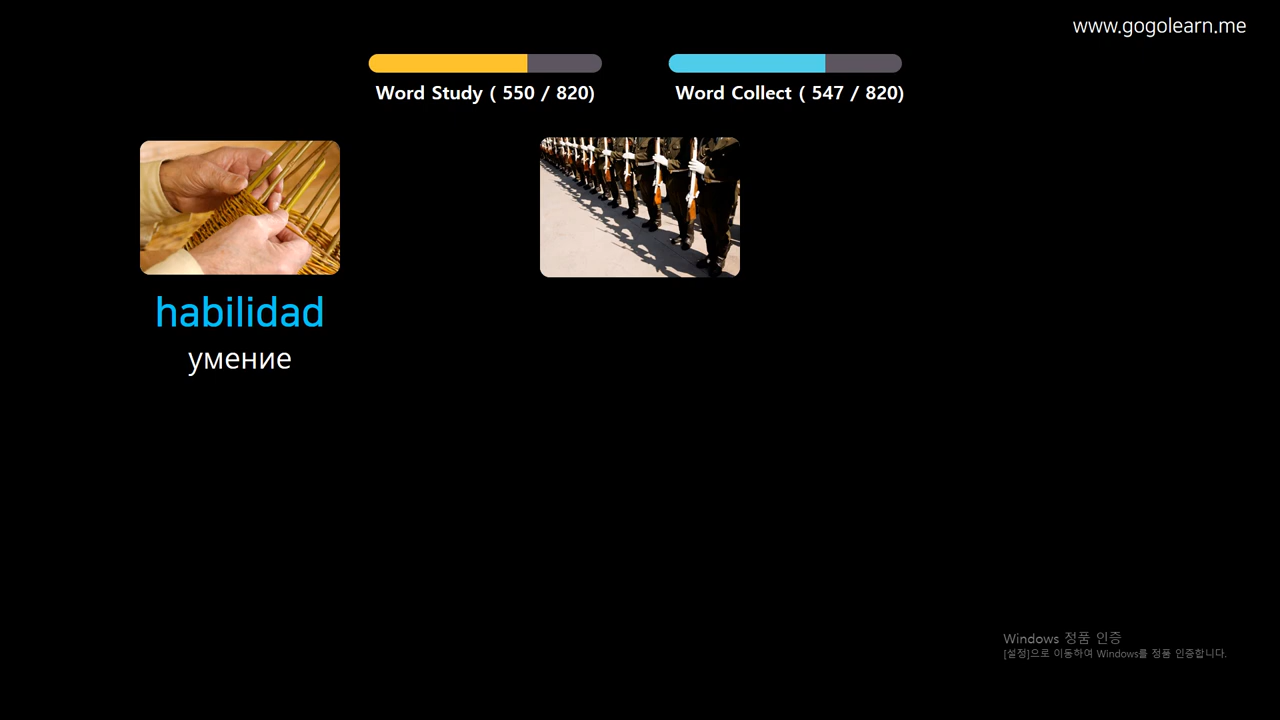 www.gogolearn.me
Word Study ( 550 / 820)
Word Collect ( 547 / 820)
habilidad
умение
Windows 정품 인증
[설정]으로 이동하여 Windows를 정품 인증합니다.